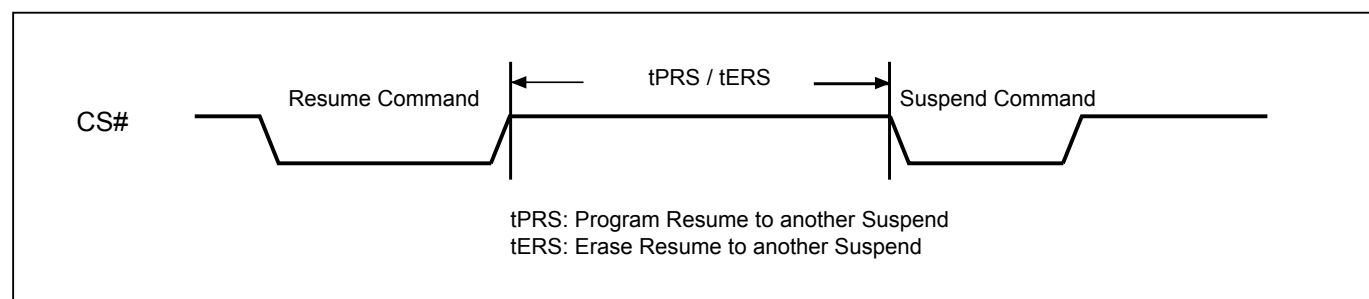 tPRS / tERS
Resume Command
Suspend Command
CS#
tPRS: Program Resume to another Suspend
tERS: Erase Resume to another Suspend